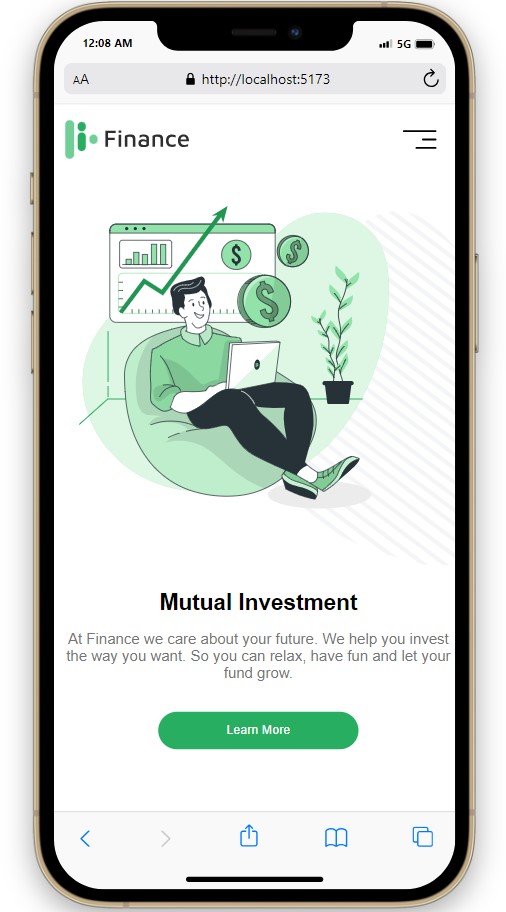 12:08 AM
5G
AA
http://localhost:5173
Finance
$
$
$
$
Mutual Investment
At Finance we care about your future. We help you invest
the way you want. So you can relax, have fun and let your
fund grow.
Learn More